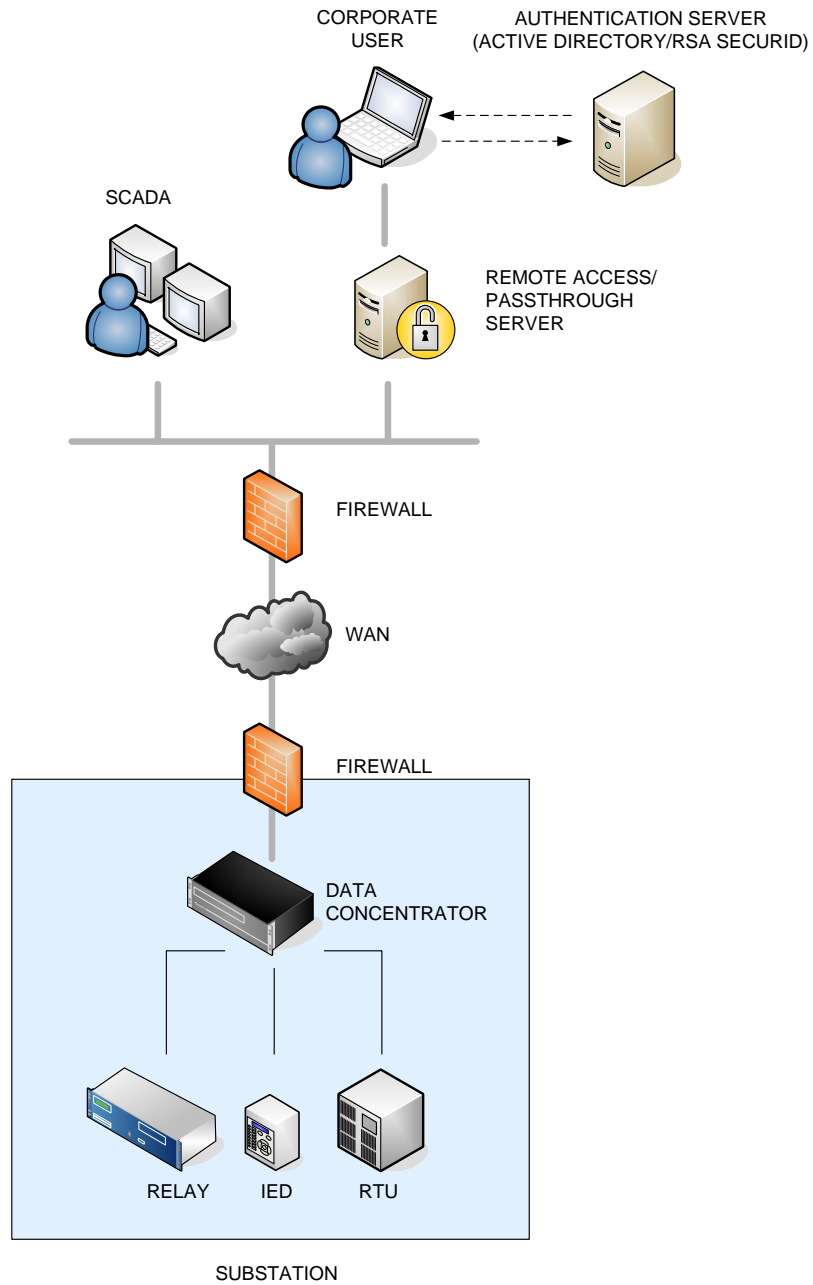 CORPORATE
USER
AUTHENTICATION SERVER
(ACTIVE DIRECTORY/RSA SECURID)
SCADA
REMOTE ACCESS/
PASSTHROUGH
SERVER
FIREWALL
WAN
FIREWALL
DATA
CONCENTRATOR
RELAY
IED
RTU
SUBSTATION